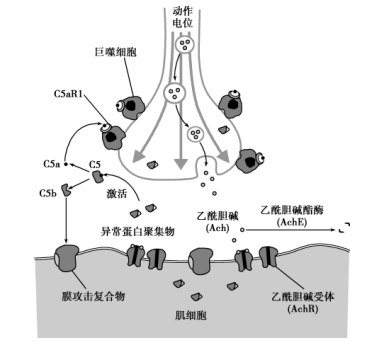 动作
电位
巨噬细胞
C5aR1
C5a
C5
C5b
激活
异常蛋白聚集物
乙酰胆碱
(Ach)
乙酰胆碱酯酶
(AchE)
膜攻击复合物
肌细胞
乙酰胆碱受体
(AchR)